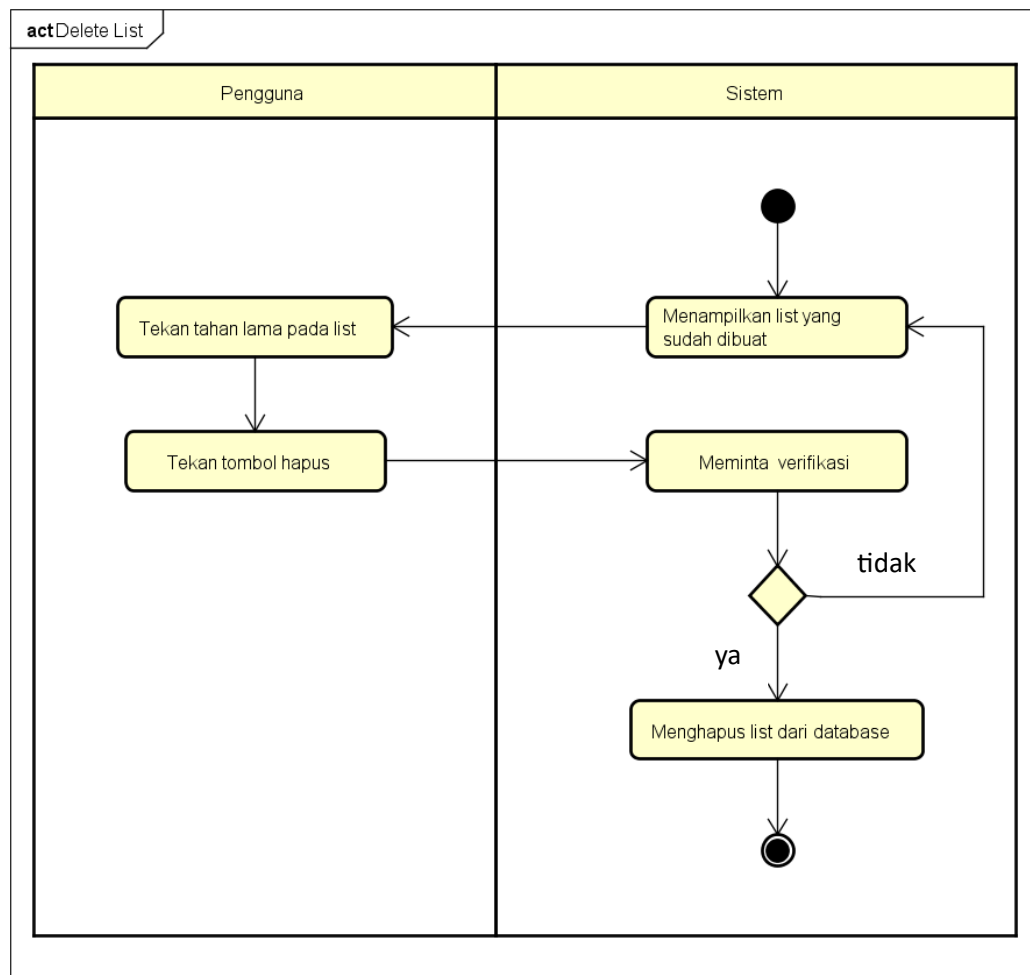 act Delete List
Pengguna
Sistem
Tekan tahan lama pada list
Menampilkan list yang
sudah dibuat
Tekan tombol hapus
Meminta verifikasi
tidak
ya
Menghapus list dari database